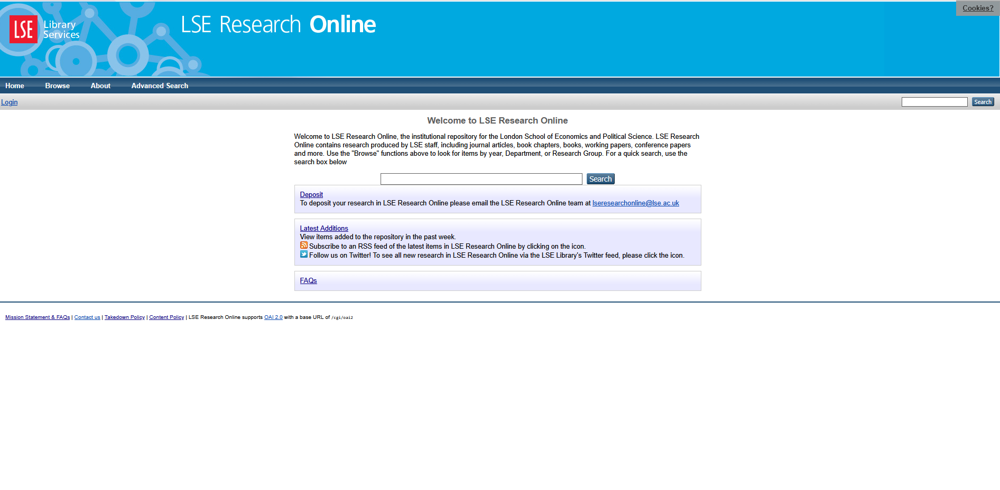 Cookies?
LSE Library
Services
LSE Research Online
Home Browse About Advanced Search
Login Search
Welcome to LSE Research Online
Welcome to LSE Research Online, the institutional repository for the London School of Economics and Political Science. LSE Research
Online contains research produced by LSE staff, including journal articles, book chapters, books, working papers, conference papers
and more. Use the "Browse" functions above to look for items by year, Department, or Research Group. For a quick search, use the
search box below
Search
Deposit
To deposit your research in LSE Research Online please email the LSE Research Online team at lseresearchonline@lse.ac.uk
Latest Additions
View items added to the repository in the past week.
Subscribe to an RSS feed of the latest items in LSE Research Online by clicking on the icon.
Follow us on Twitter! To see all new research in LSE Research Online via the LSE Library's Twitter feed, please click the icon.
FAQs
Mission Statement & FAQs | Contact us | Takedown Policy | Content Policy | LSE Research Online supports OAI 2.0 with a base URL of /cgi/oai2